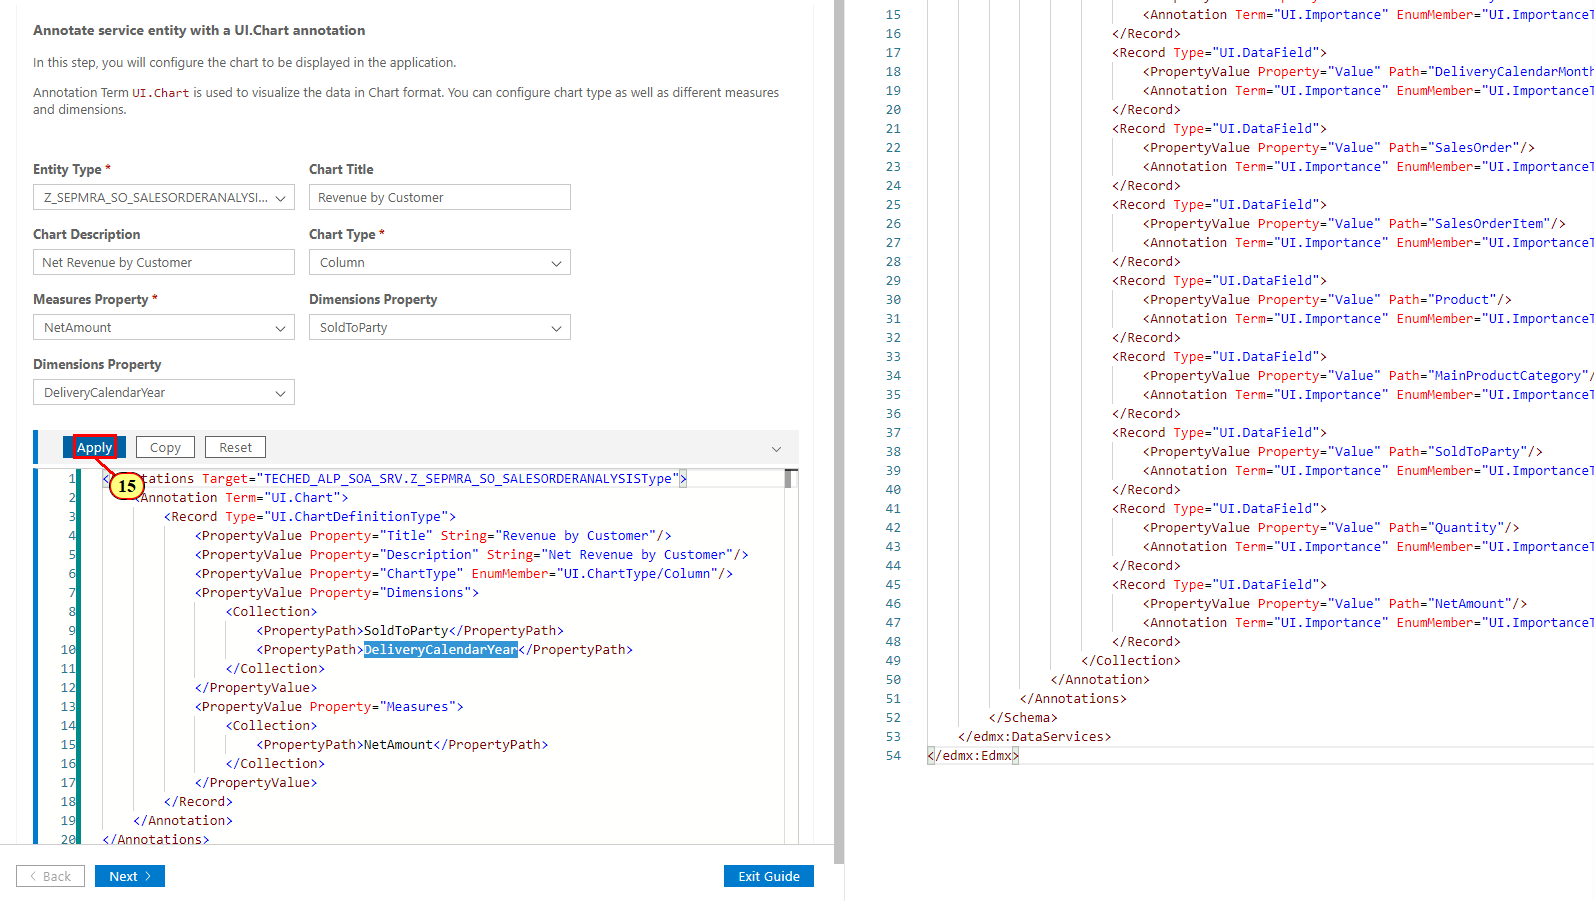 Annotate service entity with a UI.Chart annotation
In this step, you will configure the chart to be displayed in the application.
Annotation Term UI.Chart is used to visualize the data in Chart format. You can configure chart type as well as different measures
and dimensions.
Entity Type *
Chart Title
Z_SEPMRA_SO_SALESORDERANALYSI...
Revenue by Customer
Chart Description
Chart Type *
Net Revenue by Customer
Column
Measures Property *
Dimensions Property
NetAmount
SoldToParty
Dimensions Property
DeliveryCalendarYear
Apply
Copy
Reset
15
1 < tations Target="TECHED_ALP_SOA_SRV.Z_SEPMRA_SO_SALESORDERANALYSISType">
2 Annotation Term="UI.Chart">
3 <Record Type="UI.ChartDefinitionType">
4 <PropertyValue Property="Title" String="Revenue by Customer"/>
5 <PropertyValue Property="Description" String="Net Revenue by Customer"/>
6 <PropertyValue Property="ChartType" EnumMember="UI.ChartType/Column"/>
7 <PropertyValue Property="Dimensions">
8 <Collection>
9 <PropertyPath>SoldToParty</PropertyPath>
10 <PropertyPath>DeliveryCalendarYear</PropertyPath>
11 </Collection>
12 </PropertyValue>
13 <PropertyValue Property="Measures">
14 <Collection>
15 <PropertyPath>NetAmount</PropertyPath>
16 </Collection>
17 </PropertyValue>
18 </Record>
19 </Annotation>
20 </Annotations>
< Back
Next >
Exit Guide
15 <Annotation Term="UI.Importance" EnumMember="UI.ImportanceT
16 </Record>
17 <Record Type="UI.DataField">
18 <PropertyValue Property="Value" Path="DeliveryCalendarMonth
19 <Annotation Term="UI.Importance" EnumMember="UI.ImportanceT
20 </Record>
21 <Record Type="UI.DataField">
22 <PropertyValue Property="Value" Path="SalesOrder"/>
23 <Annotation Term="UI.Importance" EnumMember="UI.ImportanceT
24 </Record>
25 <Record Type="UI.DataField">
26 <PropertyValue Property="Value" Path="SalesOrderItem"/>
27 <Annotation Term="UI.Importance" EnumMember="UI.ImportanceT
28 </Record>
29 <Record Type="UI.DataField">
30 <PropertyValue Property="Value" Path="Product"/>
31 <Annotation Term="UI.Importance" EnumMember="UI.ImportanceT
32 </Record>
33 <Record Type="UI.DataField">
34 <PropertyValue Property="Value" Path="MainProductCategory"/
35 <Annotation Term="UI.Importance" EnumMember="UI.ImportanceT
36 </Record>
37 <Record Type="UI.DataField">
38 <PropertyValue Property="Value" Path="SoldToParty"/>
39 <Annotation Term="UI.Importance" EnumMember="UI.ImportanceT
40 </Record>
41 <Record Type="UI.DataField">
42 <PropertyValue Property="Value" Path="Quantity"/>
43 <Annotation Term="UI.Importance" EnumMember="UI.ImportanceT
44 </Record>
45 <Record Type="UI.DataField">
46 <PropertyValue Property="Value" Path="NetAmount"/>
47 <Annotation Term="UI.Importance" EnumMember="UI.ImportanceT
48 </Record>
49 </Collection>
50 </Annotation>
51 </Annotations>
52 </Schema>
53 </edmx:DataServices>
54 </edmx:Edmx>